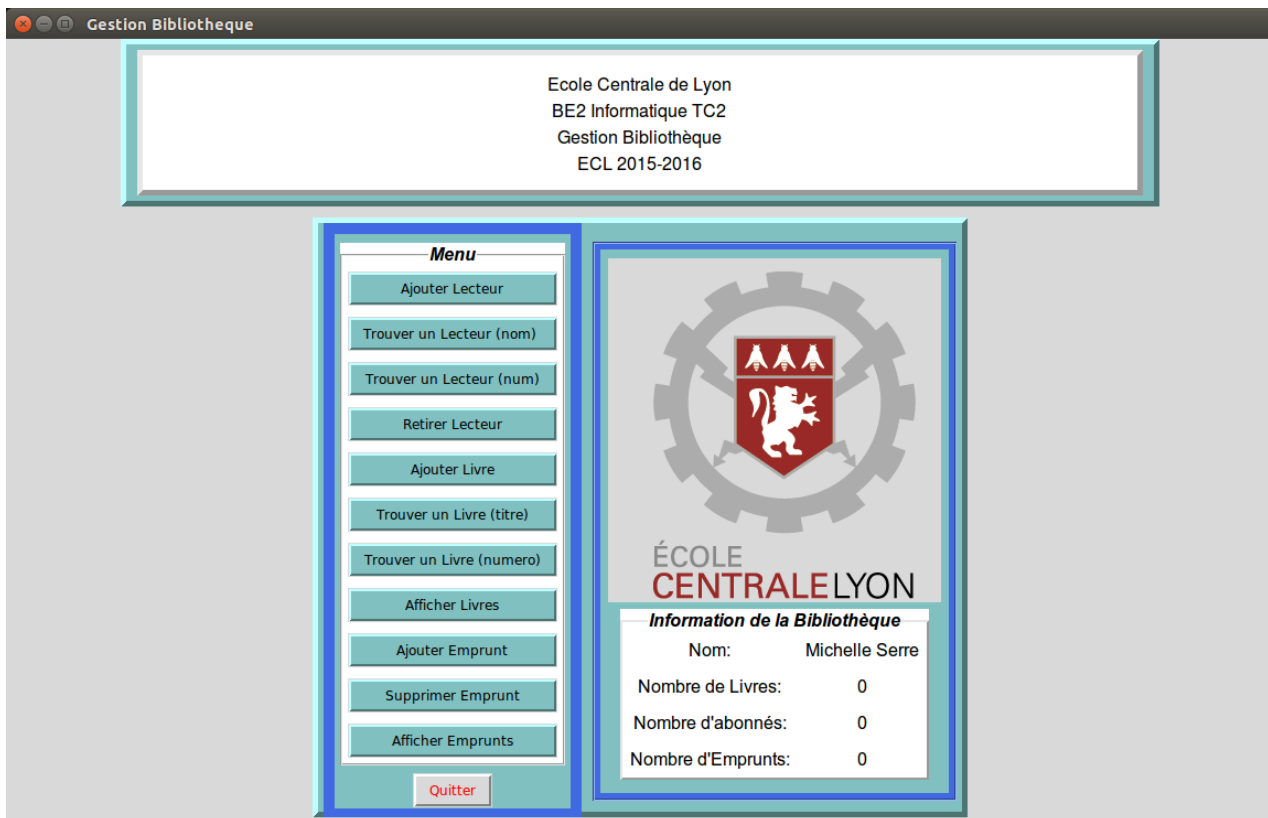 Gestion Bibliotheque
Ecole Centrale de Lyon
BE2 Informatique TC2
Gestion Bibliothèque
ECL 2015-2016
Menu
Ajouter Lecteur
Trouver un Lecteur (nom)
Trouver un Lecteur (num)
Retirer Lecteur
Ajouter Livre
Trouver un Livre (titre)
Trouver un Livre (numero)
Afficher Livres
Ajouter Emprunt
Supprimer Emprunt
Afficher Emprunts
Quitter
ÉCOLE
CENTRALELYON
Information de la Bibliothèque
Nom: Michelle Serre
Nombre de Livres: 0
Nombre d'abonnés: 0
Nombre d'Emprunts: 0